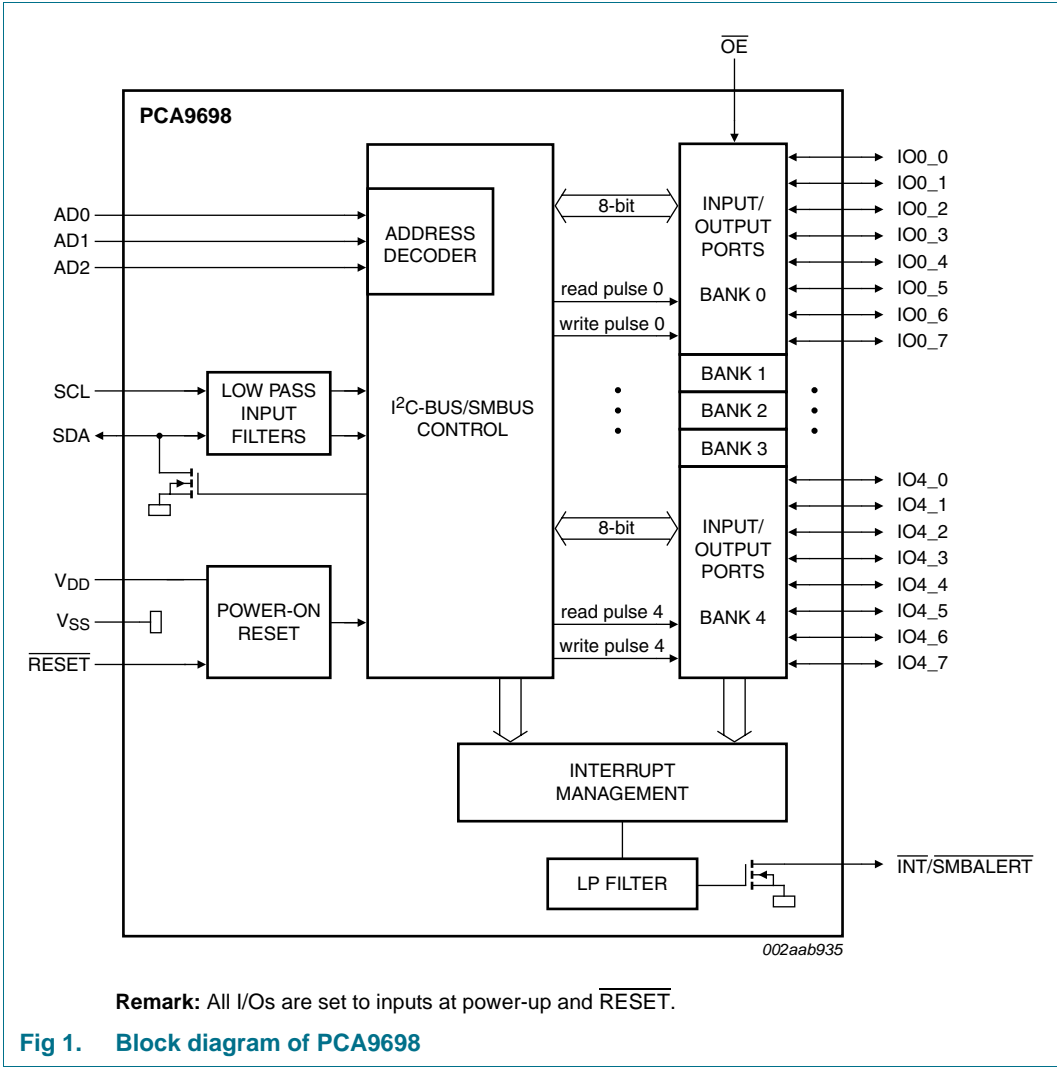 OE
PCA9698
AD0
AD1
AD2
ADDRESS
DECODER
8-bit
INPUT/
OUTPUT
PORTS
BANK 0
read pulse 0
write pulse 0
IO0_0
IO0_1
IO0_2
IO0_3
IO0_4
IO0_5
IO0_6
IO0_7
SCL
SDA
LOW PASS
INPUT
FILTERS
I2C-BUS/SMBUS
CONTROL
BANK 1
BANK 2
BANK 3
VDD
VSS
RESET
POWER-ON
RESET
8-bit
INPUT/
OUTPUT
PORTS
BANK 4
read pulse 4
write pulse 4
IO4_0
IO4_1
IO4_2
IO4_3
IO4_4
IO4_5
IO4_6
IO4_7
INTERRUPT
MANAGEMENT
LP FILTER
INT/SMBALERT
002aab935
Remark: All I/Os are set to inputs at power-up and RESET.
Fig 1. Block diagram of PCA9698